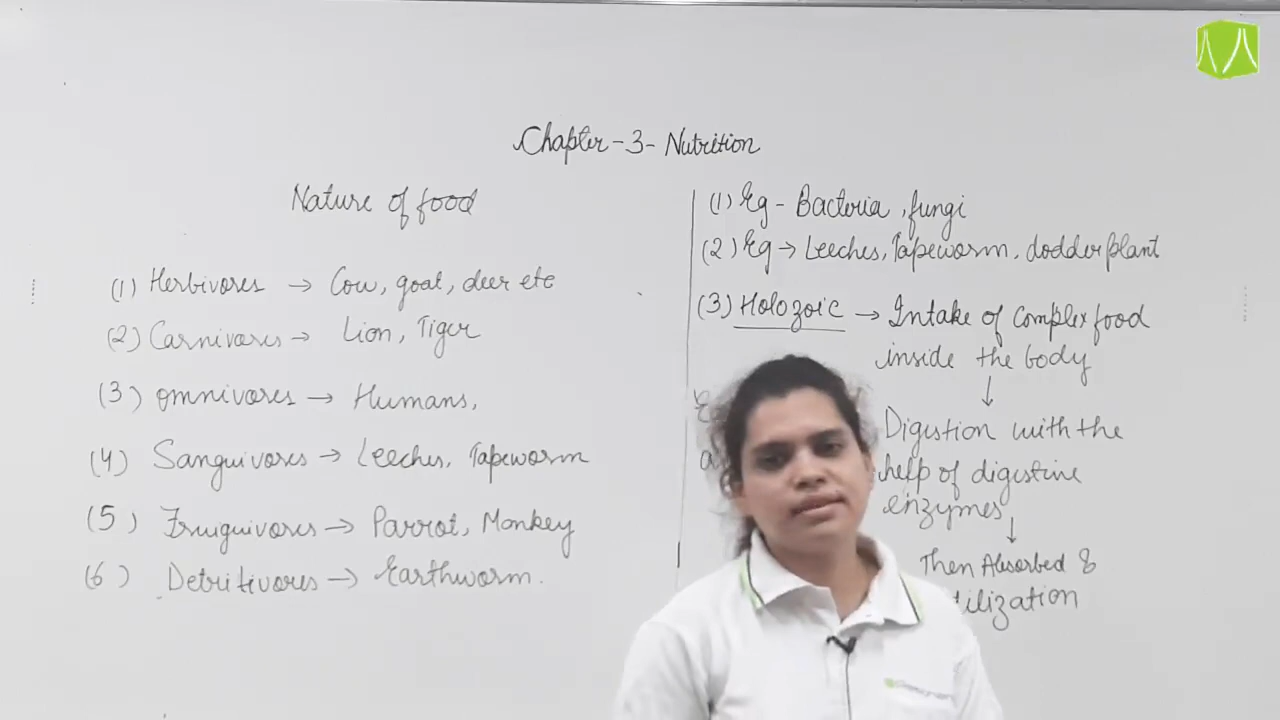 Chapter-3- Nutrition
Nature of food
(1) Herbivores → Cow, goat, deer etc
(2) Carnivores → Lion, Tiger
(3) omnivores → Humans,
(4) Sanguivores → Leeches, Tapeworm
(5) Fruiguivores → Parrot, Monkey
(6) Detritivores → Earthworm.
(1) Eg - Bacteria, fungi
(2) Eg → Leeches, Tapeworm, dodder plant
(3) Holozoic → Intake of complex food
inside the body
↓
Digestion with the
help of digestive
enzymes
↓
Then Absorbed &
tilization